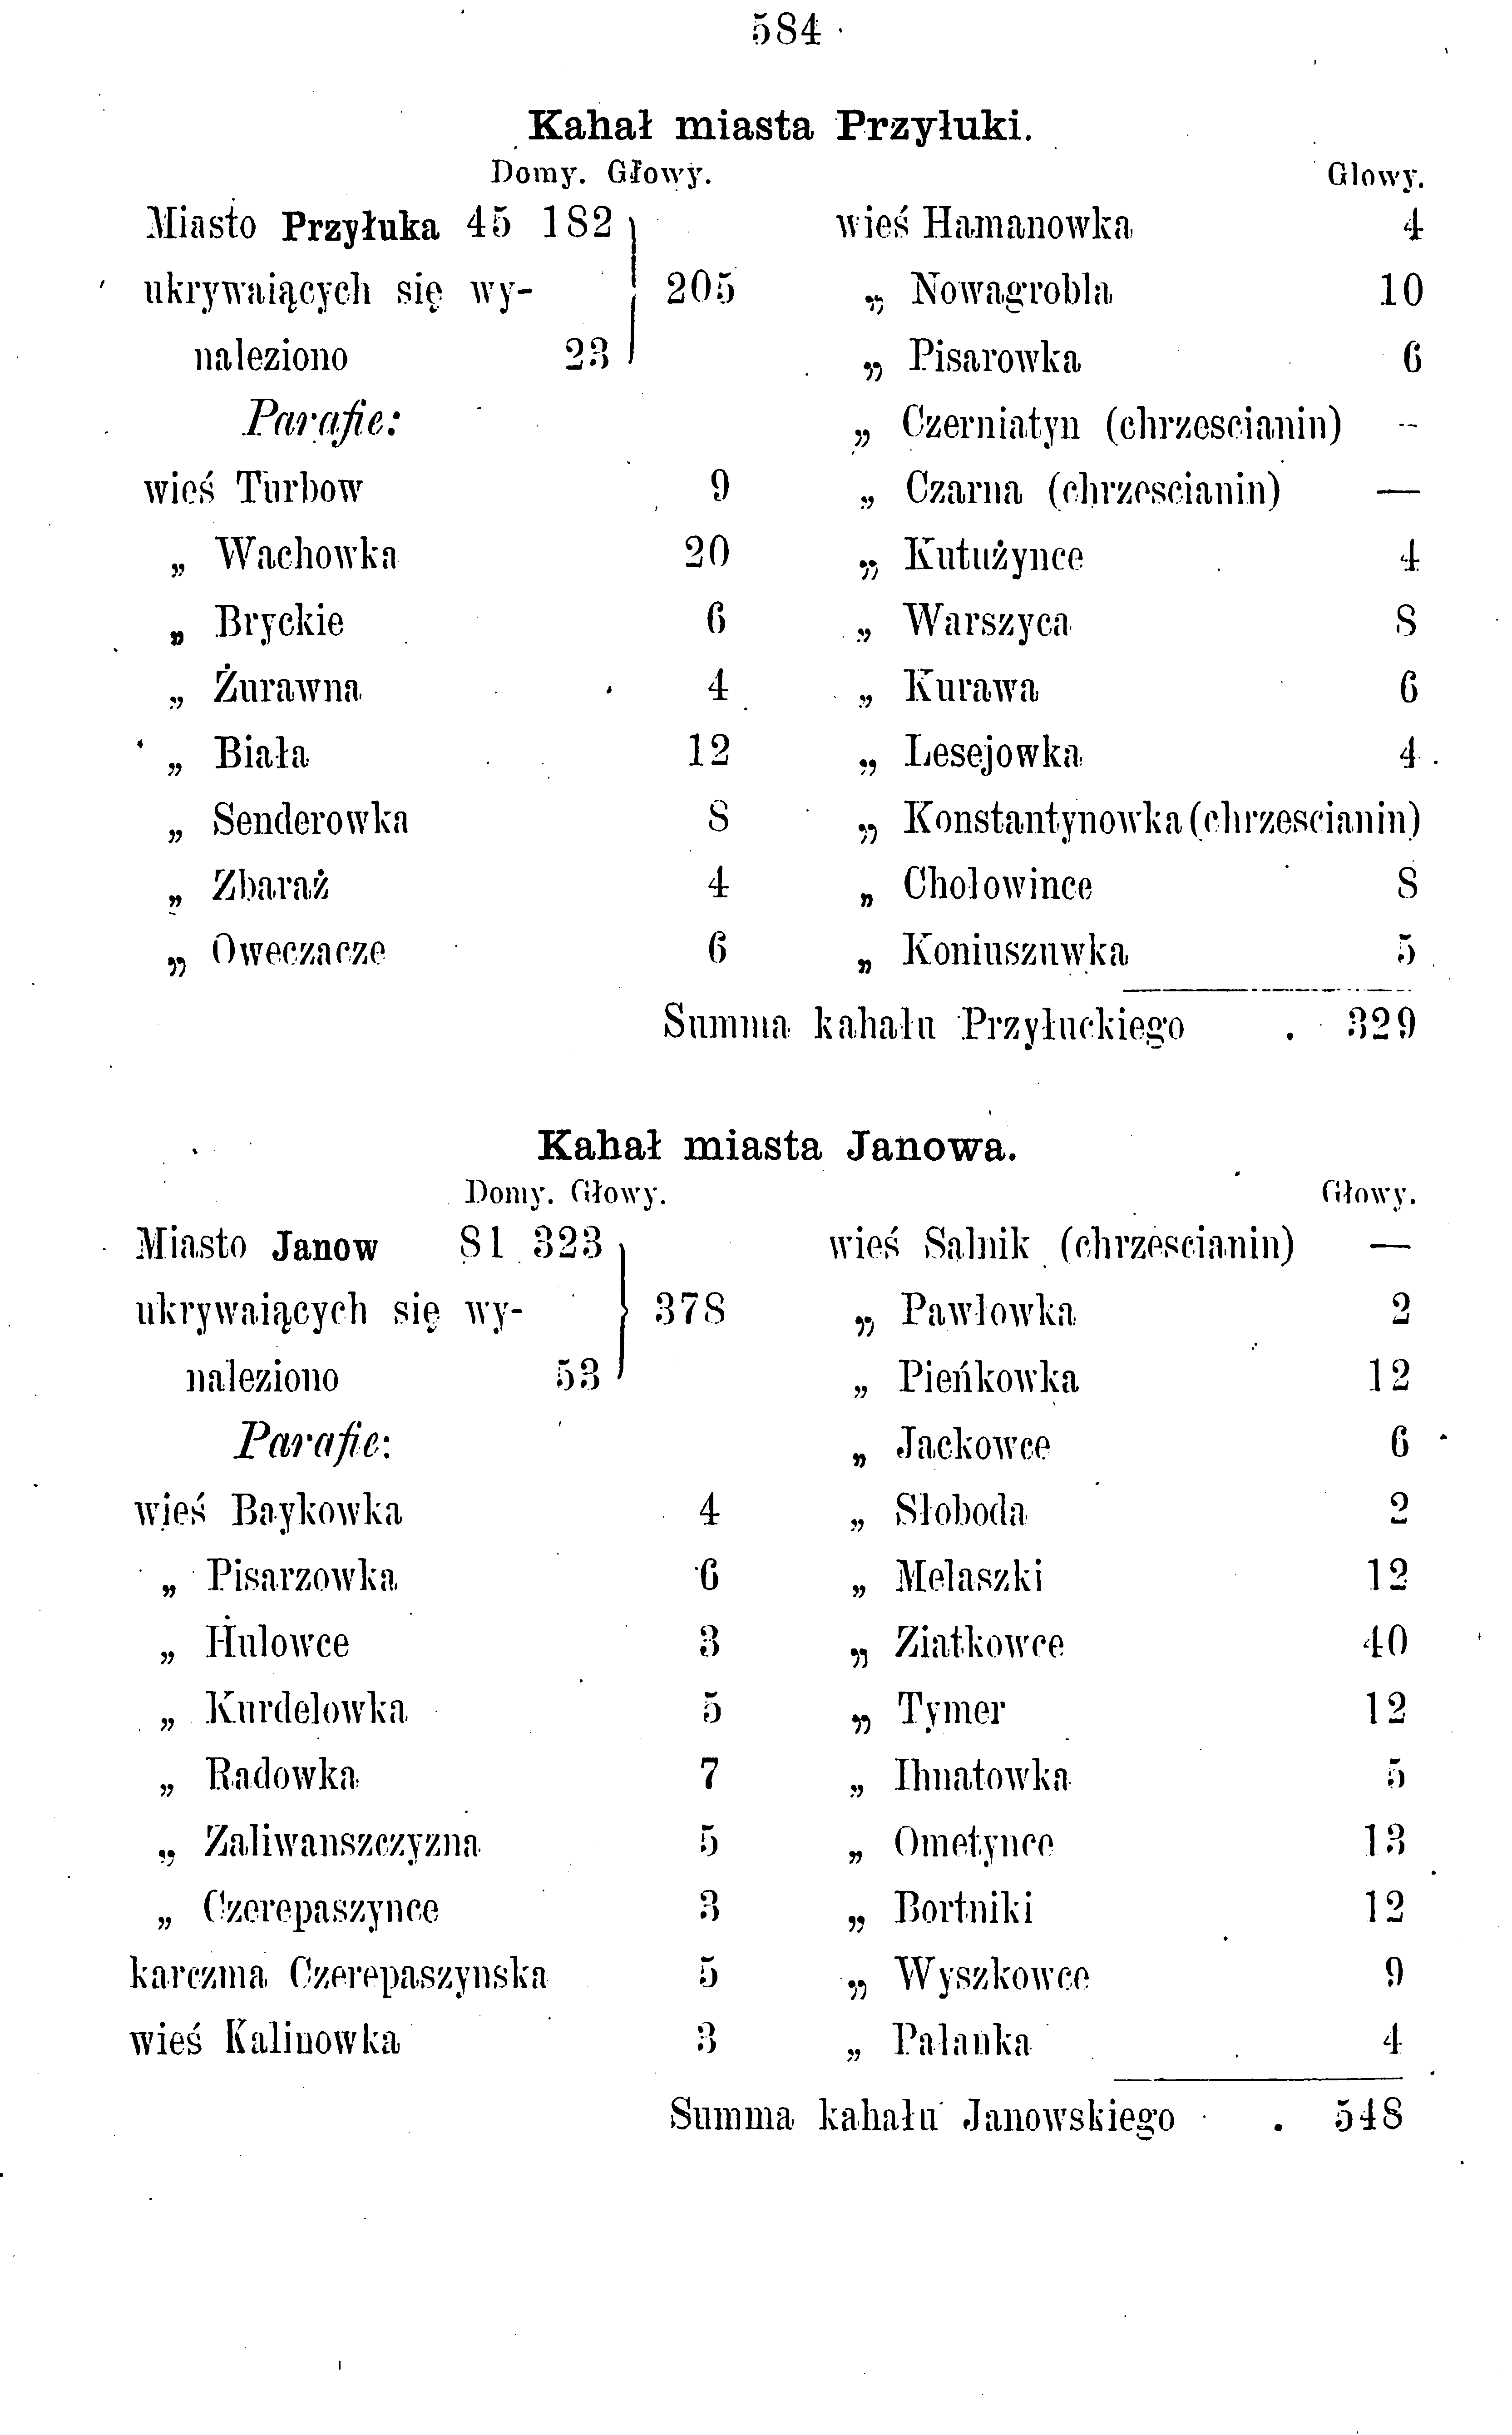 584
Kahał miasta Przyłuki.
Domy. Głowy.
Miasto Przyłuka 45 182
ukrywaiących się wy- 205
naleziono 23
Parafie:
wieś Turbow 9
„ Wachowka 20
„ Bryckie 6
„ Żurawna 4
„ Biała 12
„ Senderowka 8
„ Zbaraż 4
„ Oweczacze 6
Glowy.
wieś Hamanowka 4
„ Nowagrobla 10
„ Pisarowka 6
„ Czerniatyn (chrzescianin) —
„ Czarna (chrzescianin) —
„ Kutużynce 4
„ Warszyca 8
„ Kurawa 6
„ Lesejowka 4
„ Konstantynowka (chrzescianin)
„ Cholowince 8
„ Koniuszuwka 5
Summa kahału Przyłuckiego . 329
Kahał miasta Janowa.
Domy. Głowy.
Miasto Janow 81 323
ukrywaiących się wy- 378
naleziono 53
Parafie:
wieś Baykowka 4
„ Pisarzowka 6
„ Hulowce 3
„ Kurdelowka 5
„ Radowka 7
„ Zaliwanszczyzna 5
„ Czerepaszynce 3
karczma Czerepaszynska 5
wieś Kalinowka 3
Głowy.
wieś Salnik (chrzescianin) —
„ Pawłowka 2
„ Pieńkowka 12
„ Jackowce 6
„ Słoboda 2
„ Melaszki 12
„ Ziatkowce 40
„ Tymer 12
„ Ihnatowka 5
„ Ometynce 13
„ Bortniki 12
„ Wyszkowce 9
„ Palanka 4
Summa kahału Janowskiego . 548